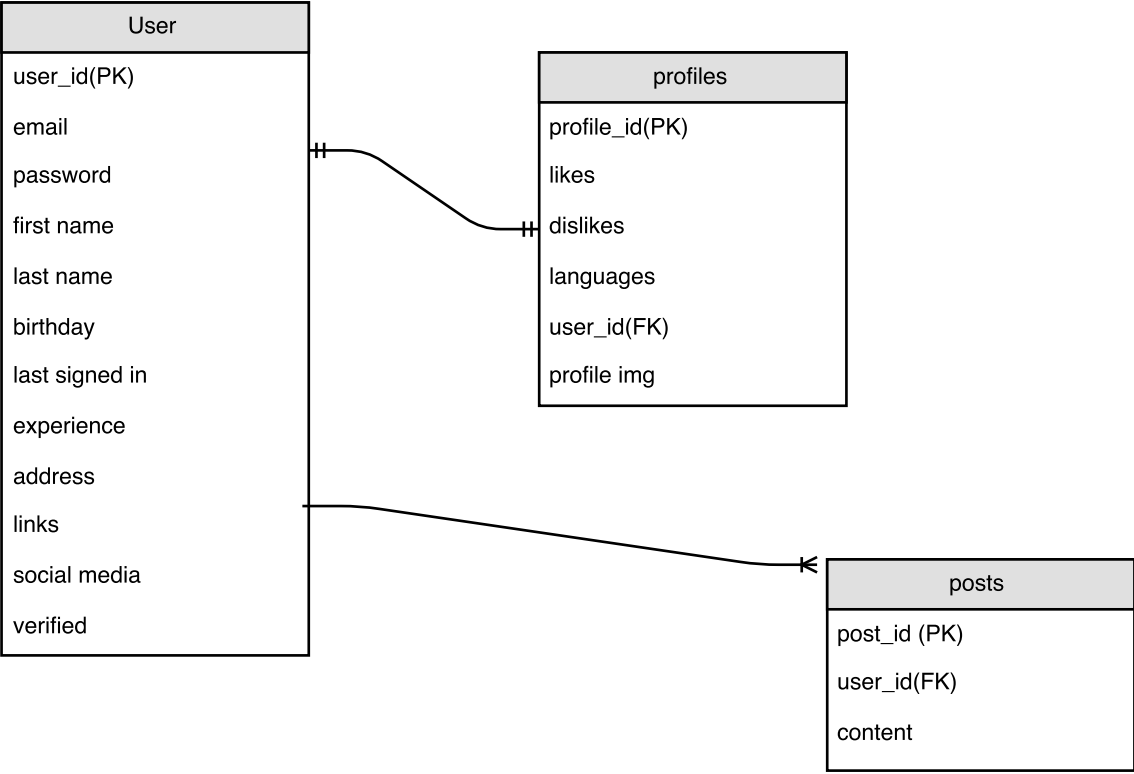 User
user_id(PK)
email
password
first name
last name
birthday
last signed in
experience
address
links
social media
verified
profiles
profile_id(PK)
likes
dislikes
languages
user_id(FK)
profile img
posts
post_id (PK)
user_id(FK)
content